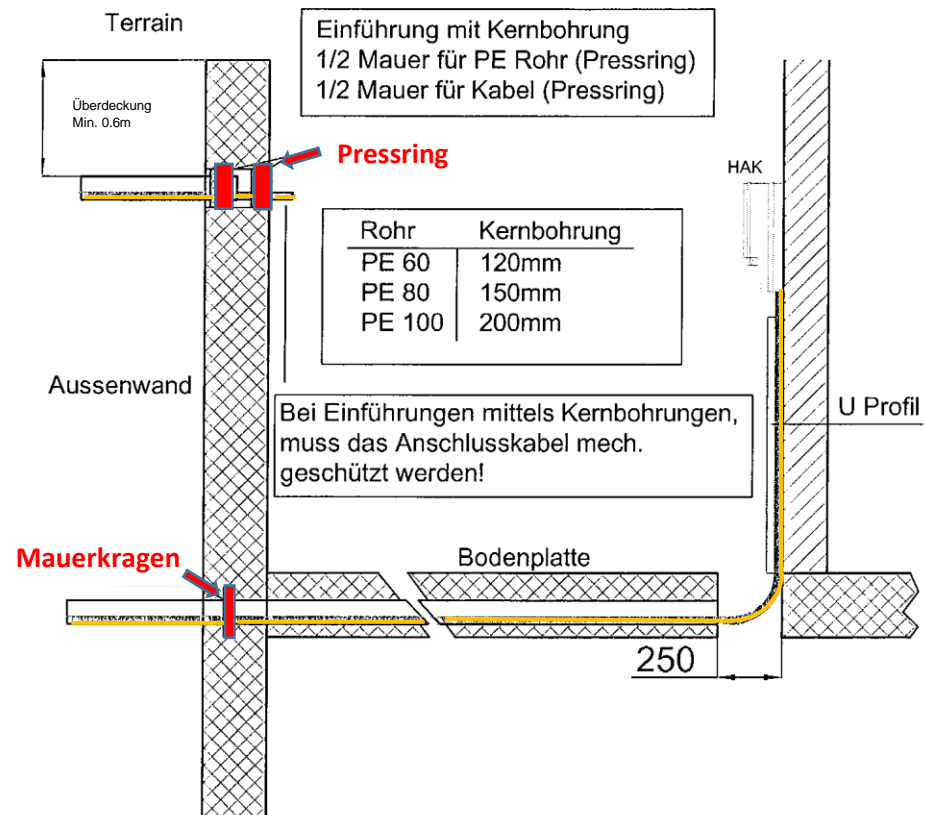 Terrain
Einführung mit Kernbohrung
1/2 Mauer für PE Rohr (Pressring)
1/2 Mauer für Kabel (Pressring)
Überdeckung
Min. 0.6m
Pressring
HAK
Rohr Kernbohrung
PE 60 120mm
PE 80 150mm
PE 100 200mm
Aussenwand
U Profil
Bei Einführungen mittels Kernbohrungen,
muss das Anschlusskabel mech.
geschützt werden!
Mauerkragen
Bodenplatte
250